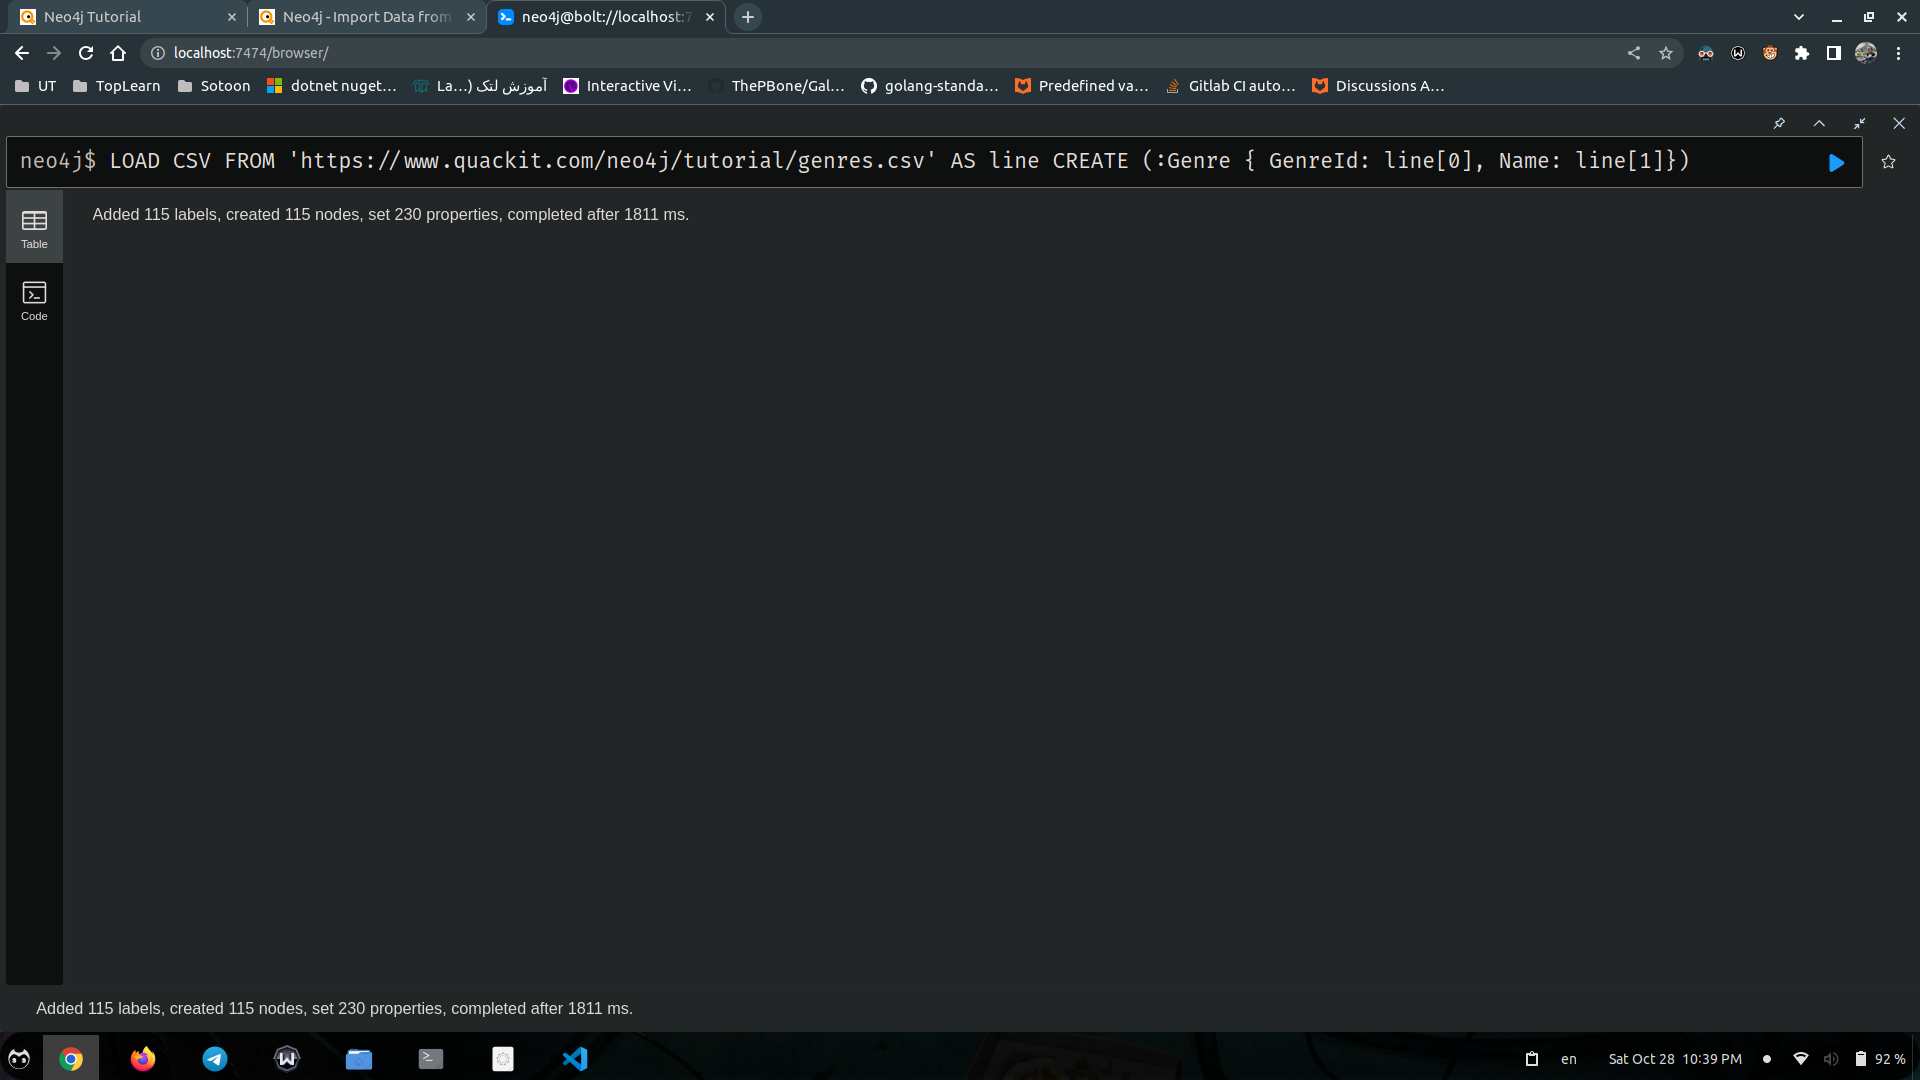 Neo4j Tutorial
Neo4j - Import Data from
neo4j@bolt://localhost:7
localhost:7474/browser/
UT
TopLearn
Sotoon
dotnet nuget...
La...) آموزش لتک
Interactive Vi...
ThePBone/Gal...
golang-standa...
Predefined va...
Gitlab CI auto...
Discussions A...
neo4j$ LOAD CSV FROM 'https://www.quackit.com/neo4j/tutorial/genres.csv' AS line CREATE (:Genre { GenreId: line[0], Name: line[1]})
Added 115 labels, created 115 nodes, set 230 properties, completed after 1811 ms.
Table
Code
Added 115 labels, created 115 nodes, set 230 properties, completed after 1811 ms.
en
Sat Oct 28 10:39 PM
92 %